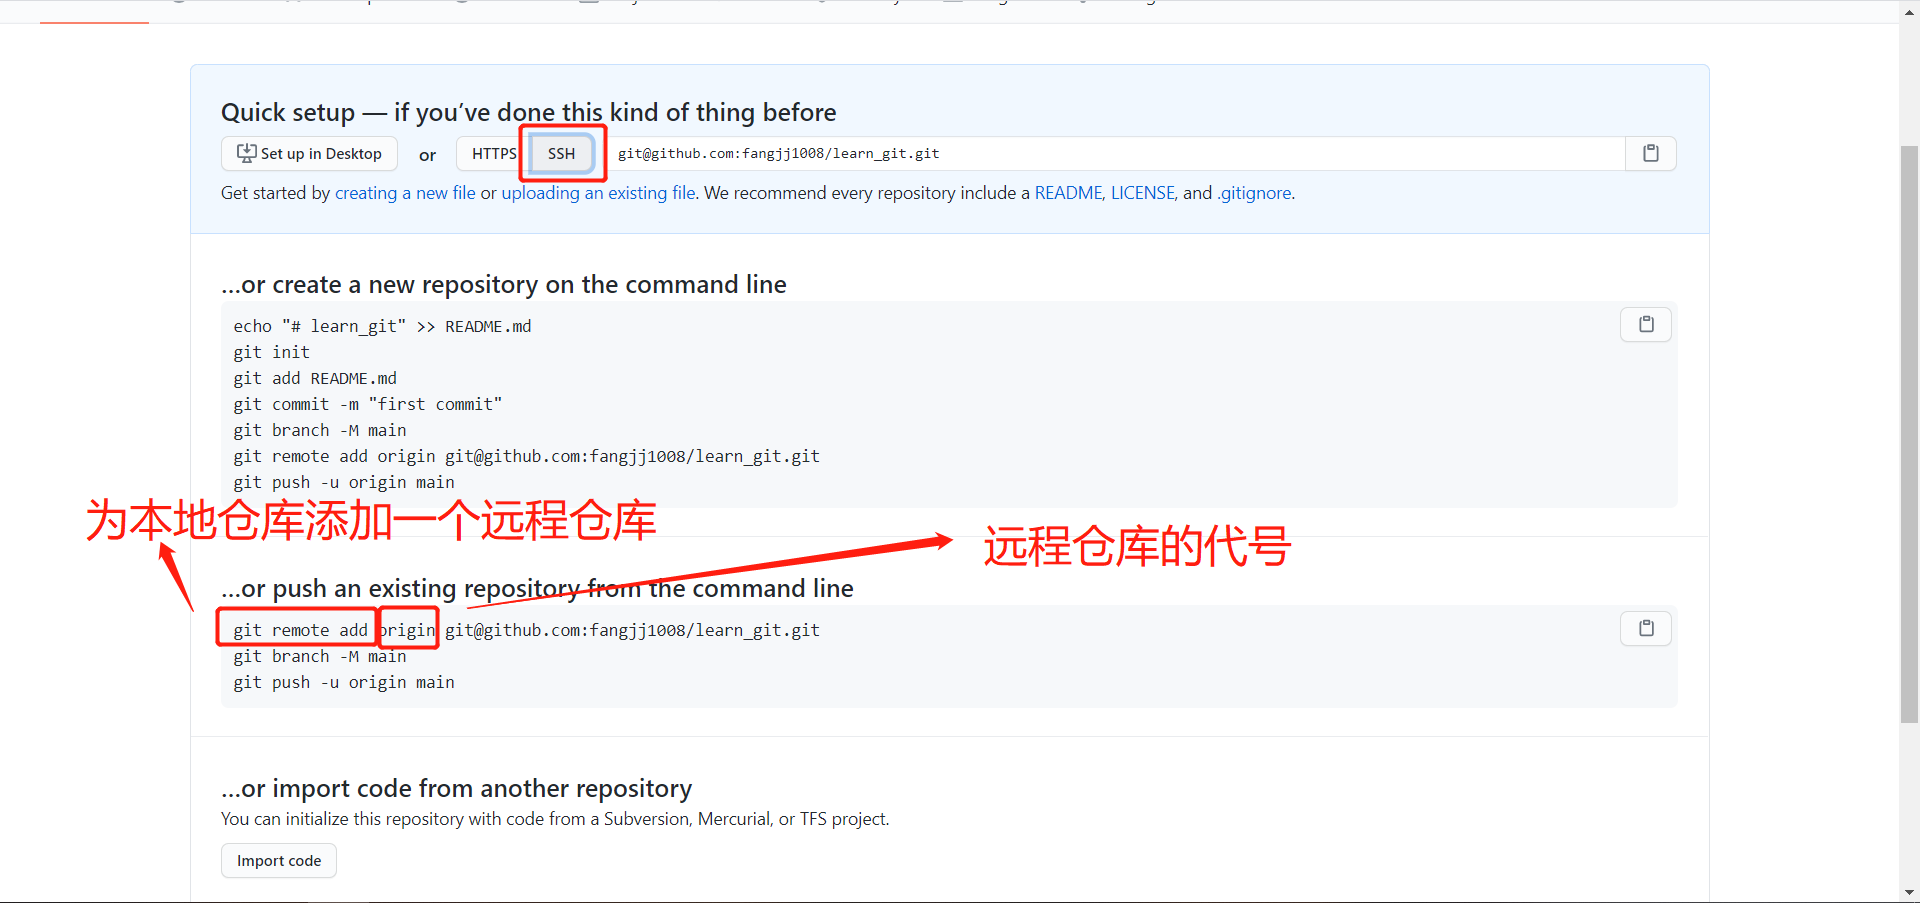 Quick setup — if you’ve done this kind of thing before
Set up in Desktop or HTTPS SSH git@github.com:fangjj1008/learn_git.git
Get started by creating a new file or uploading an existing file. We recommend every repository include a README, LICENSE, and .gitignore.
…or create a new repository on the command line
echo "# learn_git" >> README.md
git init
git add README.md
git commit -m "first commit"
git branch -M main
git remote add origin git@github.com:fangjj1008/learn_git.git
git push -u origin main
为本地仓库添加一个远程仓库
远程仓库的代号
…or push an existing repository from the command line
git remote add origin git@github.com:fangjj1008/learn_git.git
git branch -M main
git push -u origin main
…or import code from another repository
You can initialize this repository with code from a Subversion, Mercurial, or TFS project.
Import code